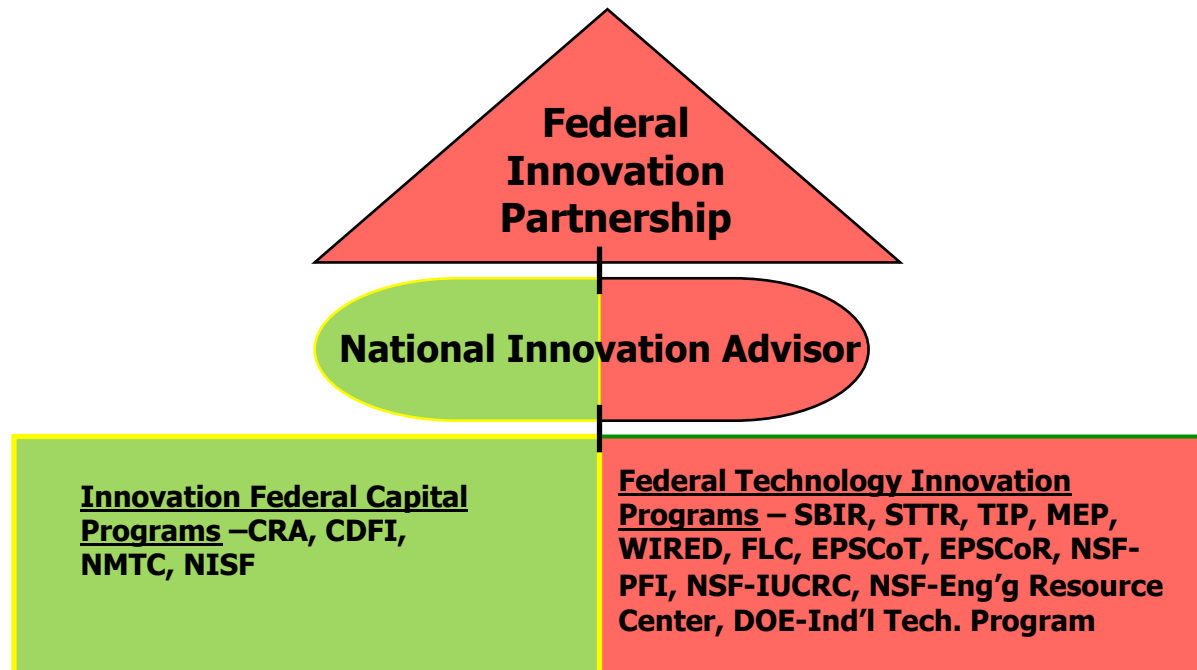 Federal
Innovation
Partnership
National Innovation Advisor
Innovation Federal Capital
Programs –CRA, CDFI,
NMTC, NISF
Federal Technology Innovation
Programs – SBIR, STTR, TIP, MEP,
WIRED, FLC, EPSCoT, EPSCoR, NSF-
PFI, NSF-IUCRC, NSF-Eng’g Resource
Center, DOE-Ind’l Tech. Program